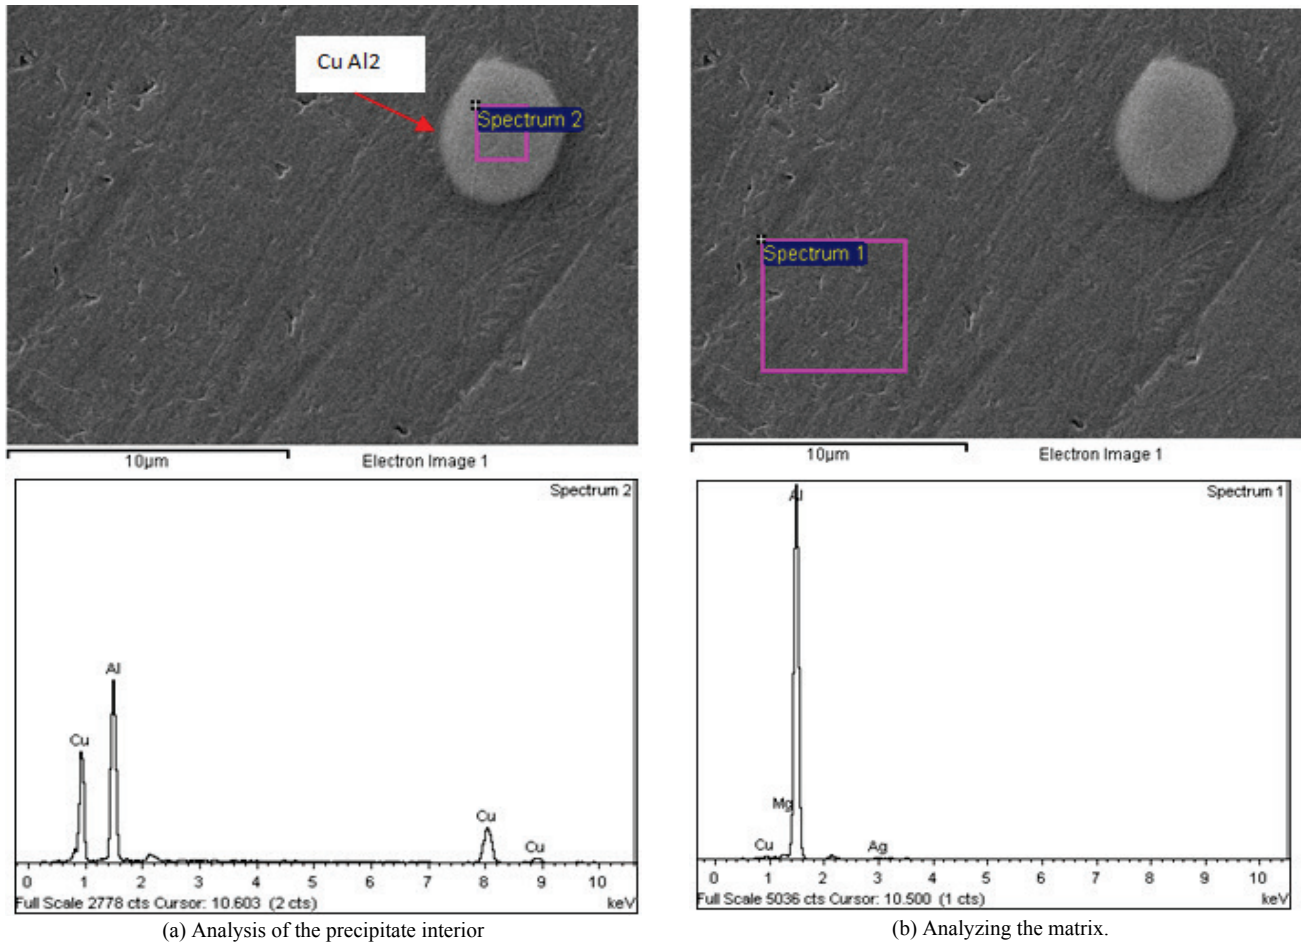 Cu Al2
Spectrum 2
10µm
Electron Image 1
Spectrum 1
10µm
Electron Image 1
Spectrum 2
Al
Cu
Cu
Cu
0 1 2 3 4 5 6 7 8 9 10
Full Scale 2778 cts Cursor: 10.603 (2 cts)
keV
Spectrum 1
Al
Mg
Cu
Ag
0 1 2 3 4 5 6 7 8 9 10
Full Scale 5036 cts Cursor: 10.500 (1 cts)
keV
(a) Analysis of the precipitate interior
(b) Analyzing the matrix.